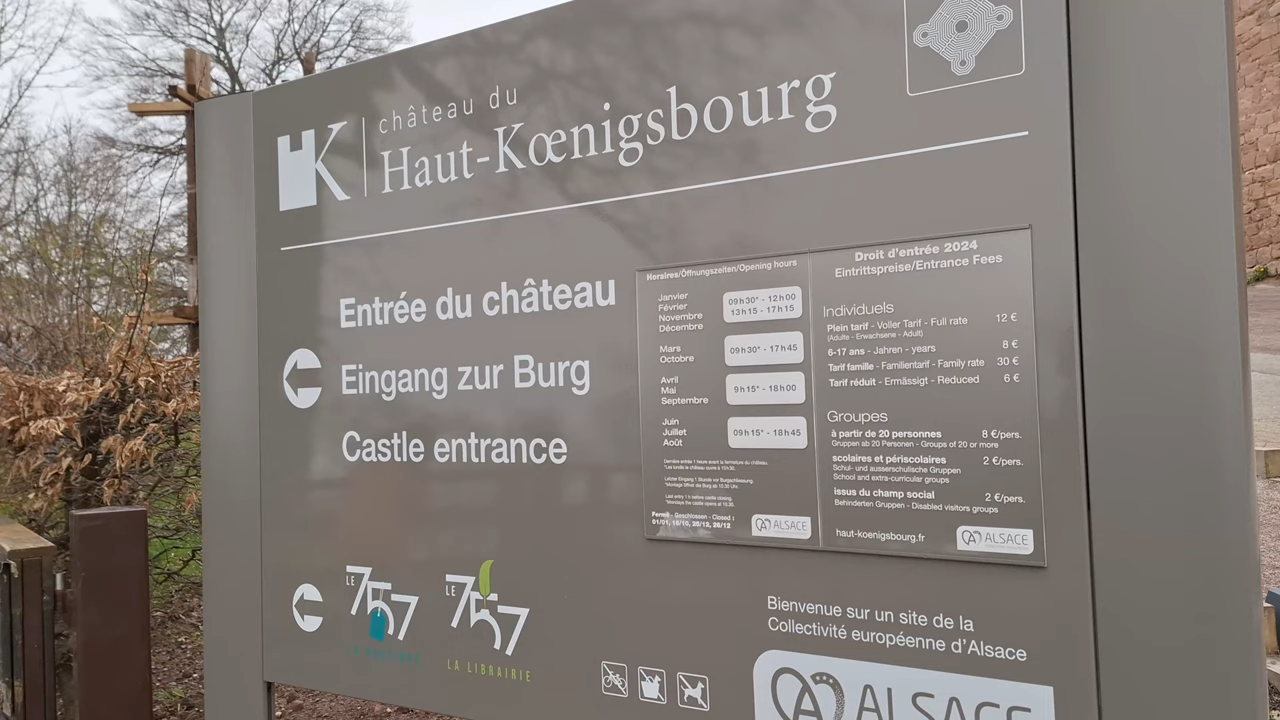 HK
château du
Haut-Kœnigsbourg
Entrée du château
Eingang zur Burg
Castle entrance
Horaires/Öffnungszeiten/Opening hours
Janvier
Février
Novembre
Décembre
09h30* - 12h00
13h15 - 17h15
Mars
Octobre
09h30* - 17h45
Avril
Mai
Septembre
9h15* - 18h00
Juin
Juillet
Août
09h15* - 18h45
Dernière entrée 1 heure avant la fermeture du château.
*Les lundis le château ouvre à 10h30.
Letzter Eingang 1 Stunde vor Burgschliessung.
*Montags öffnet die Burg ab 10.30 Uhr.
Last entry 1 h before castle closing.
*Mondays the castle opens at 10.30.
Fermé - Geschlossen - Closed :
01/01, 25/12, 26/12
ALSACE
Droit d'entrée 2024
Eintrittspreise/Entrance Fees
Individuels
Plein tarif - Voller Tarif - Full rate 12 €
(Adulte - Erwachsene - Adult)
6-17 ans - Jahren - years 8 €
Tarif famille - Familientarif - Family rate 30 €
Tarif réduit - Ermässigt - Reduced 6 €
Groupes
à partir de 20 personnes 8 €/pers.
Gruppen ab 20 Personen - Groups of 20 or more
scolaires et périscolaires 2 €/pers.
Schul- und ausserschulische Gruppen
School and extra-curricular groups
issus du champ social 2 €/pers.
Behinderten Gruppen - Disabled visitors groups
haut-koenigsbourg.fr
ALSACE
LE 757
LA BOUTIQUE
LE 757
LA LIBRAIRIE
Bienvenue sur un site de la
Collectivité européenne d'Alsace
ALSACE